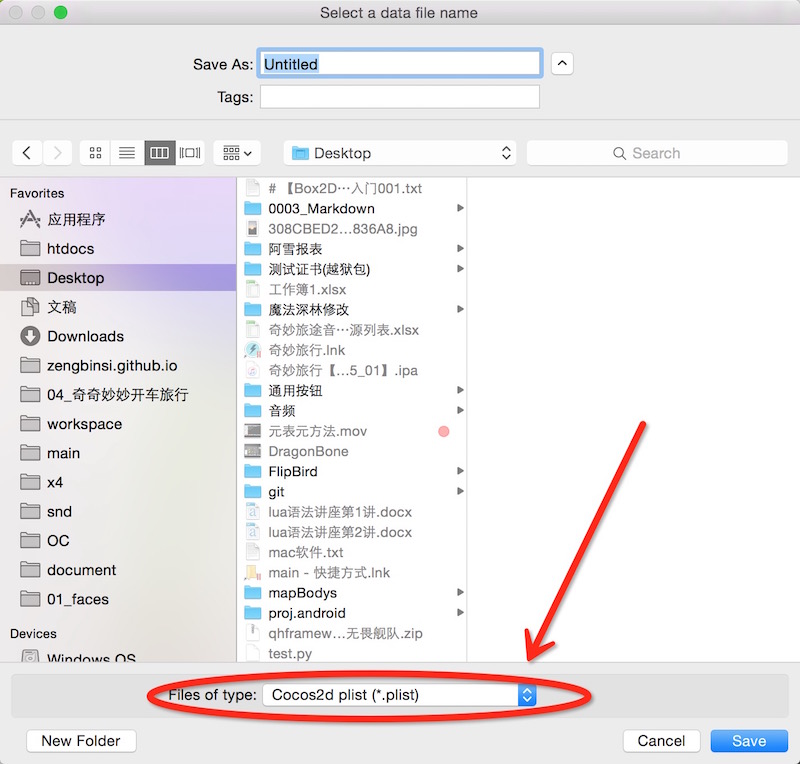 Select a data file name
Save As: Untitled
Tags:
Desktop
Search
Favorites
应用程序
htdocs
Desktop
文稿
Downloads
zengbinsi.github.io
04_奇奇妙妙开车旅行
workspace
main
x4
snd
OC
document
01_faces
Devices
Windows OS
# 【Box2D…入门001.txt
0003_Markdown
308CBED2...836A8.jpg
阿雪报表
测试证书(越狱包)
工作簿1.xlsx
魔法深林修改
奇妙旅途音…源列表.xlsx
奇妙旅行.lnk
奇妙旅行【...5_01】.ipa
通用按钮
音频
元表元方法.mov
DragonBone
FlipBird
git
lua语法讲座第1讲.docx
lua语法讲座第2讲.docx
mac软件.txt
main - 快捷方式.lnk
mapBodys
proj.android
qhframew...无畏舰队.zip
test.py
Files of type: Cocos2d plist (*.plist)
New Folder
Cancel
Save